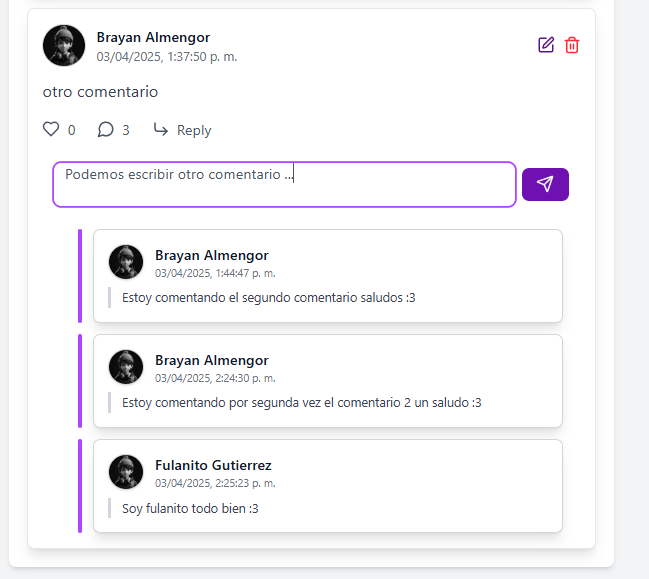 Brayan Almengor
03/04/2025, 1:37:50 p. m.
otro comentario
0 3 Reply
Podemos escribir otro comentario ...
Brayan Almengor
03/04/2025, 1:44:47 p. m.
Estoy comentando el segundo comentario saludos :3
Brayan Almengor
03/04/2025, 2:24:30 p. m.
Estoy comentando por segunda vez el comentario 2 un saludo :3
Fulanito Gutierrez
03/04/2025, 2:25:23 p. m.
Soy fulanito todo bien :3